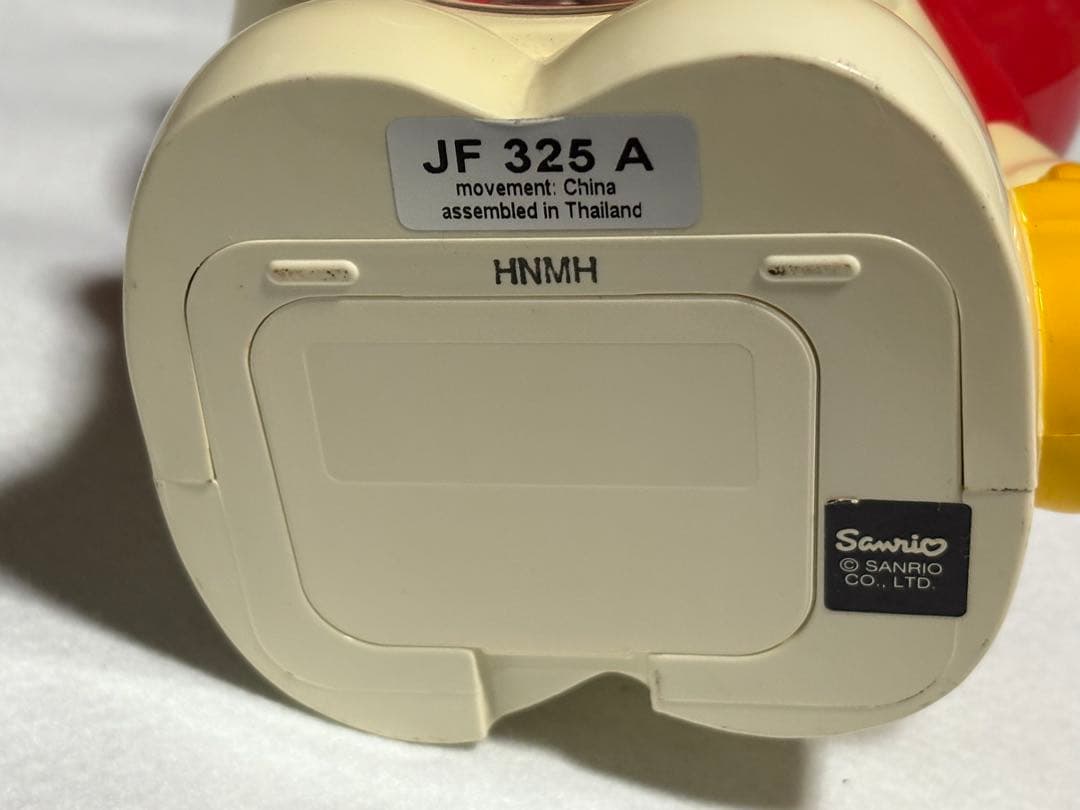 JF 325 A
movement: China
assembled in Thailand
HNMH
Sanrio
© SANRIO
CO., LTD.